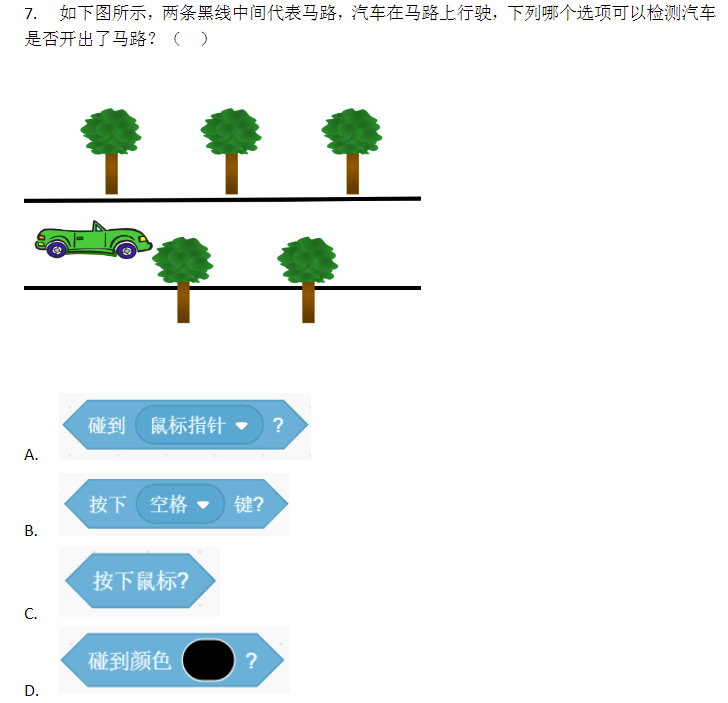 7. 如下图所示，两条黑线中间代表马路，汽车在马路上行驶，下列哪个选项可以检测汽车
是否开出了马路？（ ）
A. 碰到 鼠标指针 ?
B. 按下 空格 键?
C. 按下鼠标?
D. 碰到颜色 ?